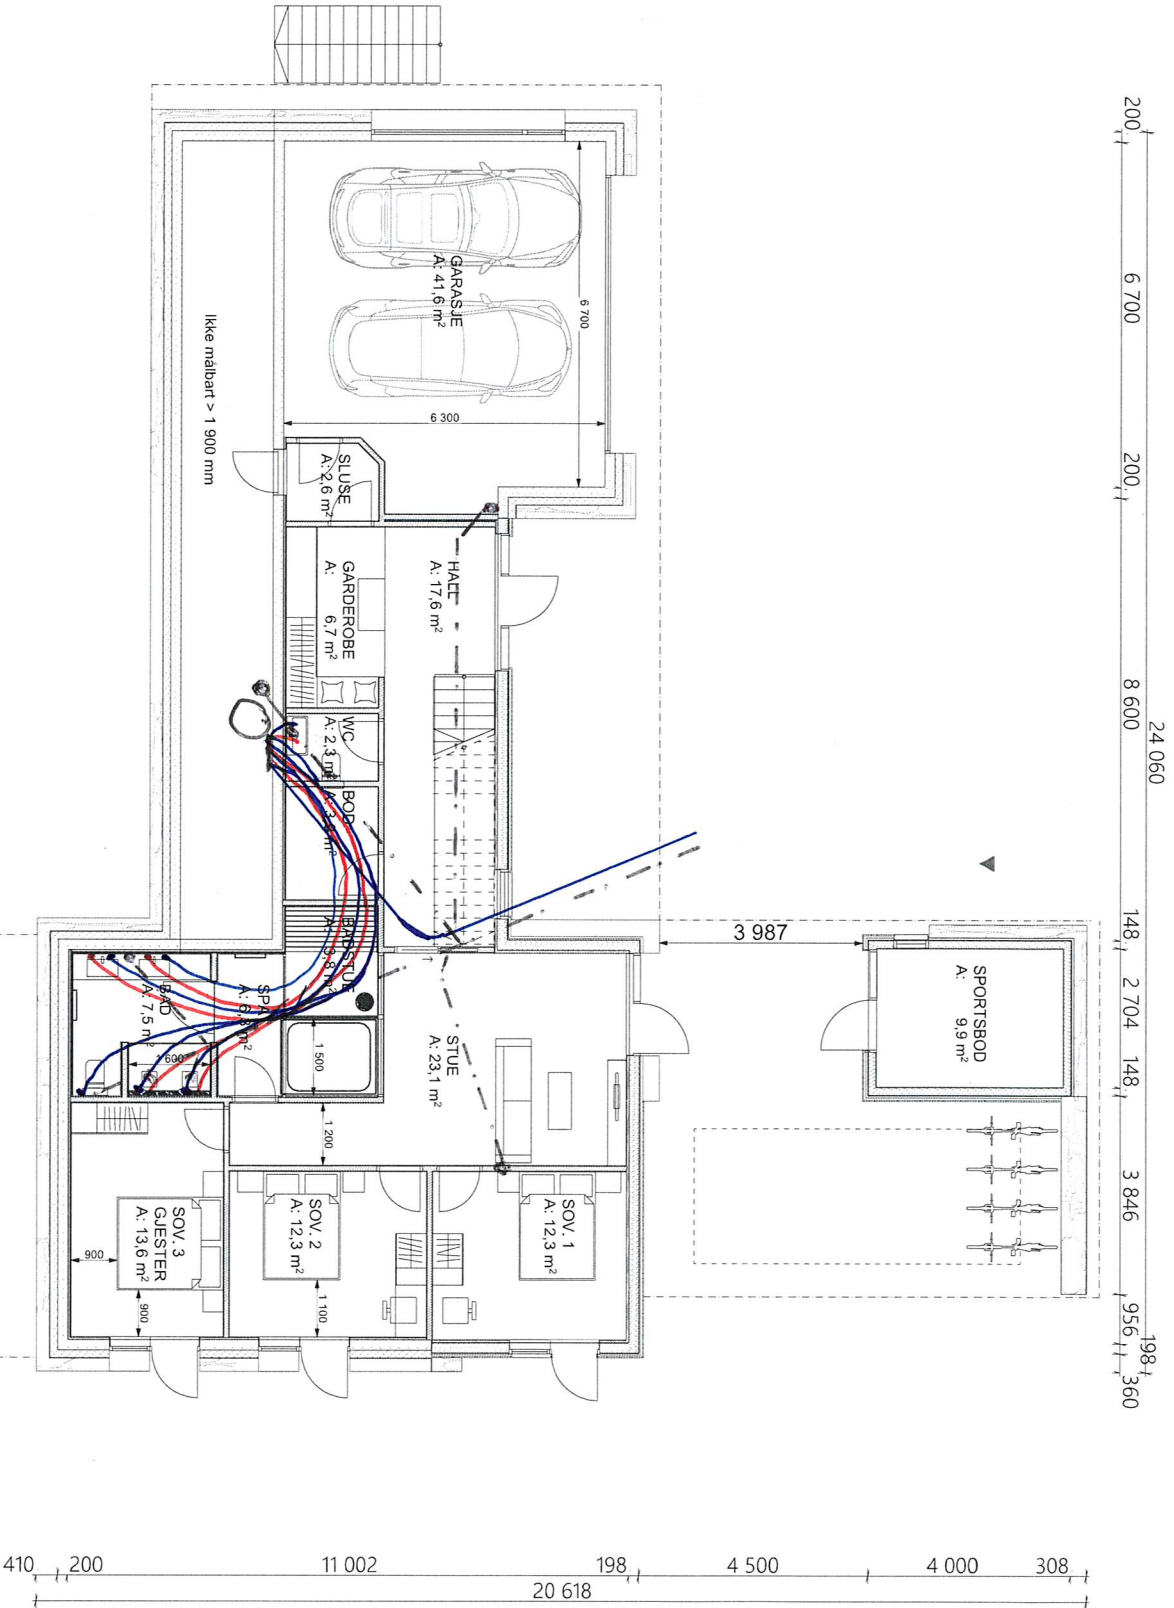 200
6 700
200
8 600
24 060
148
2 704
148
3 846
956
198
360
GARASJE
A: 41,6 m²
6 700
6 300
Ikke målbart > 1 900 mm
SLUSE
A: 2,6 m²
HALL
A: 17,6 m²
GARDEROBE
A: 6,7 m²
WC
A: 2,3 m²
BOD
BADSTUE
SPA
BAD
A: 7,5 m²
1 600
1 500
STUE
A: 23,1 m²
1 200
3 987
SPORTSBOD
A: 9,9 m²
SOV. 1
A: 12,3 m²
SOV. 2
A: 12,3 m²
1 100
SOV. 3
GJESTER
A: 13,6 m²
900
900
410
200
11 002
198
4 500
4 000
308
20 618